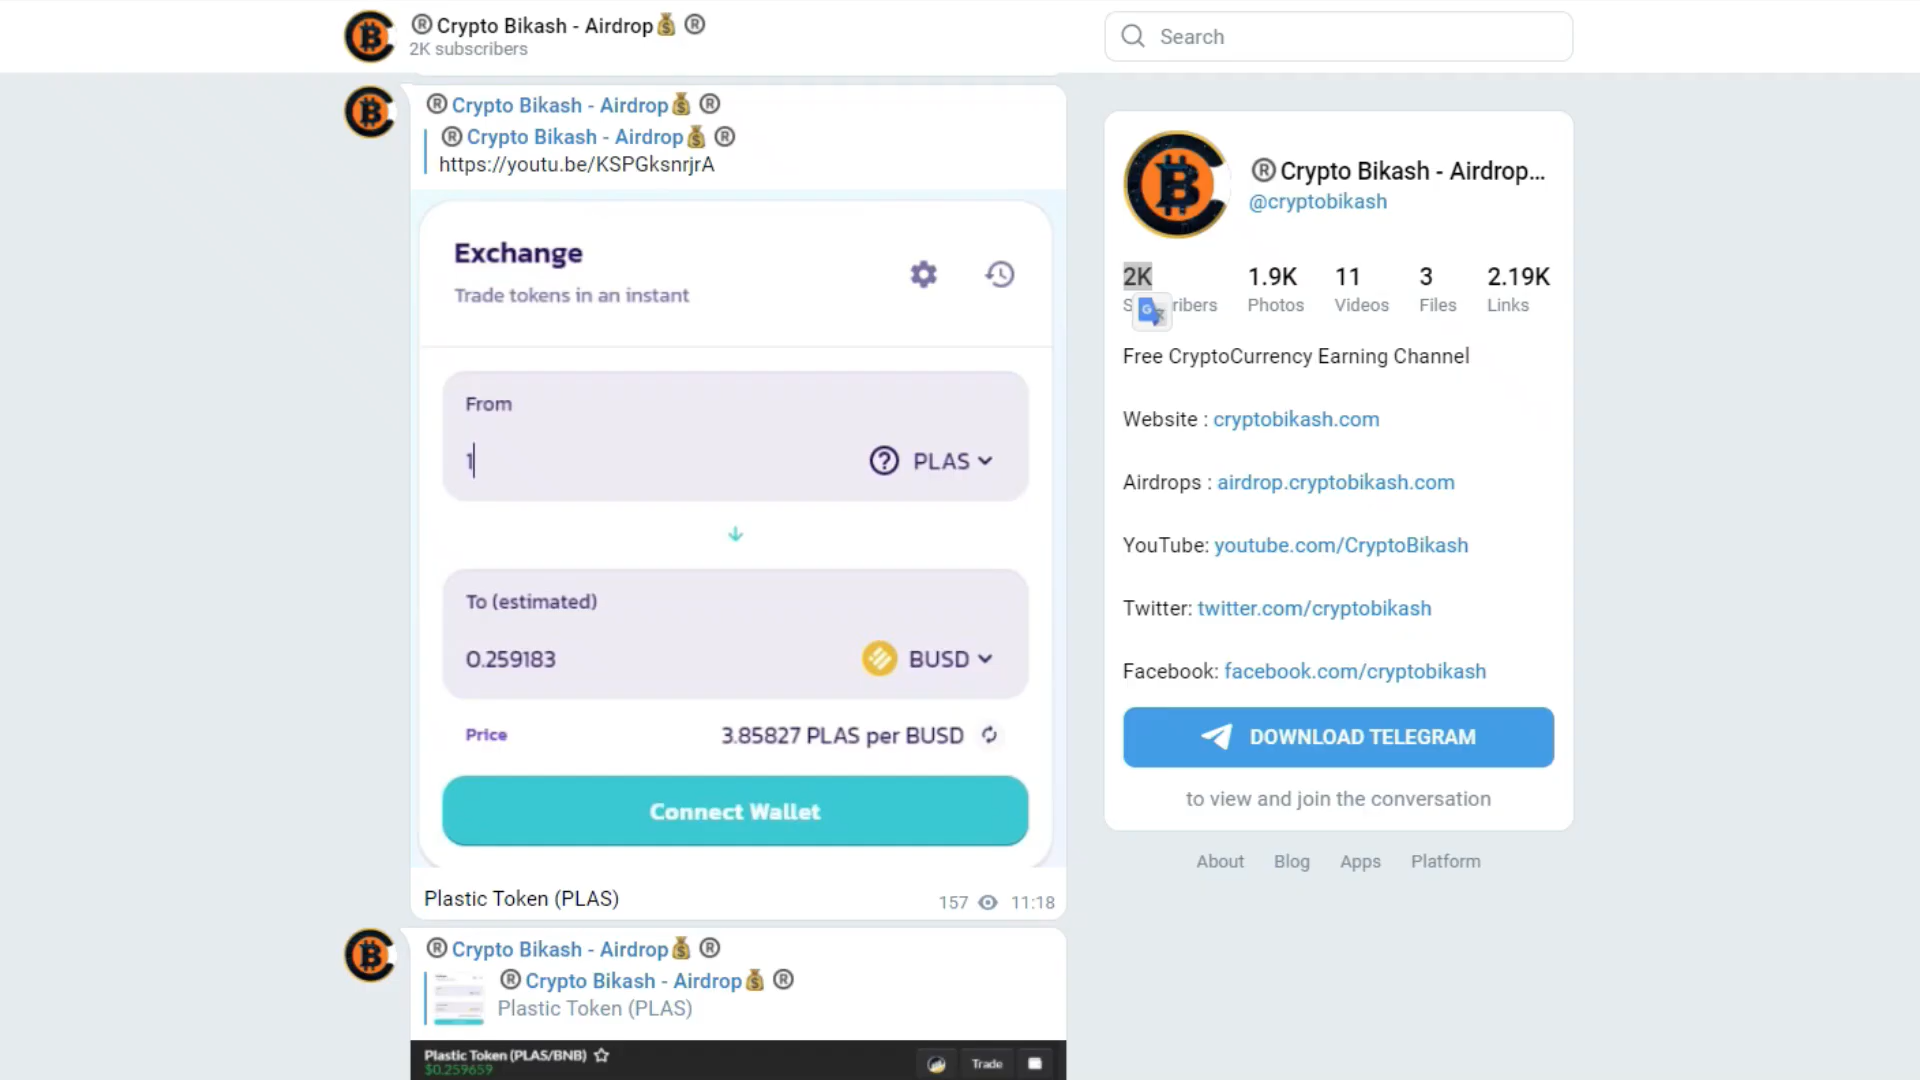 ® Crypto Bikash - Airdrop💰 ®
2K subscribers
Search
® Crypto Bikash - Airdrop💰 ®
® Crypto Bikash - Airdrop💰 ®
https://youtu.be/KSPGksnrjrA
Exchange
Trade tokens in an instant
From
1
PLAS
To (estimated)
0.259183
BUSD
Price
3.85827 PLAS per BUSD
Connect Wallet
Plastic Token (PLAS)
157 11:18
® Crypto Bikash - Airdrop💰 ®
® Crypto Bikash - Airdrop💰 ®
Plastic Token (PLAS)
Plastic Token (PLAS/BNB)
$0.259659
Trade
® Crypto Bikash - Airdrop...
@cryptobikash
2K 1.9K 11 3 2.19K
Photos Videos Files Links
Free CryptoCurrency Earning Channel
Website : cryptobikash.com
Airdrops : airdrop.cryptobikash.com
YouTube: youtube.com/CryptoBikash
Twitter: twitter.com/cryptobikash
Facebook: facebook.com/cryptobikash
DOWNLOAD TELEGRAM
to view and join the conversation
About Blog Apps Platform